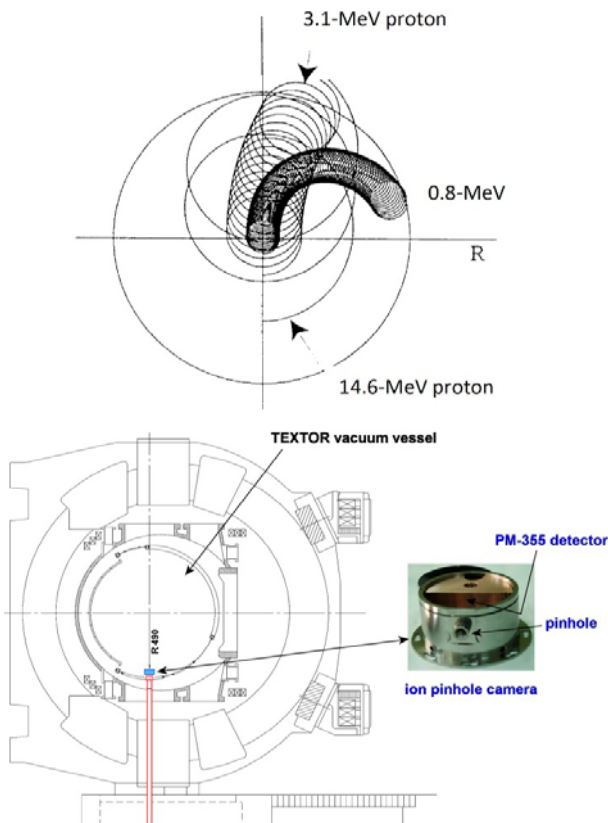 3.1-MeV proton
0.8-MeV
R
14.6-MeV proton
TEXTOR vacuum vessel
PM-355 detector
pinhole
R 490
ion pinhole camera